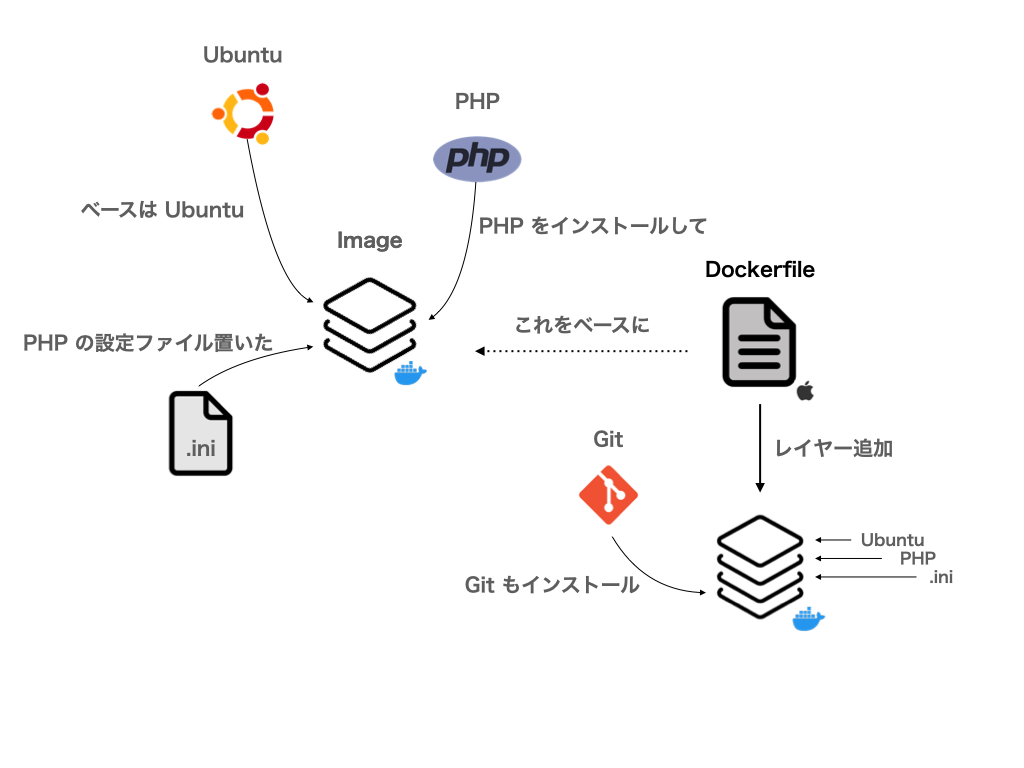 Ubuntu
PHP
php
ベースは Ubuntu
PHP をインストールして
Image
Dockerfile
これをベースに
PHP の設定ファイル置いた
.ini
Git
レイヤー追加
Ubuntu
PHP
.ini
Git もインストール